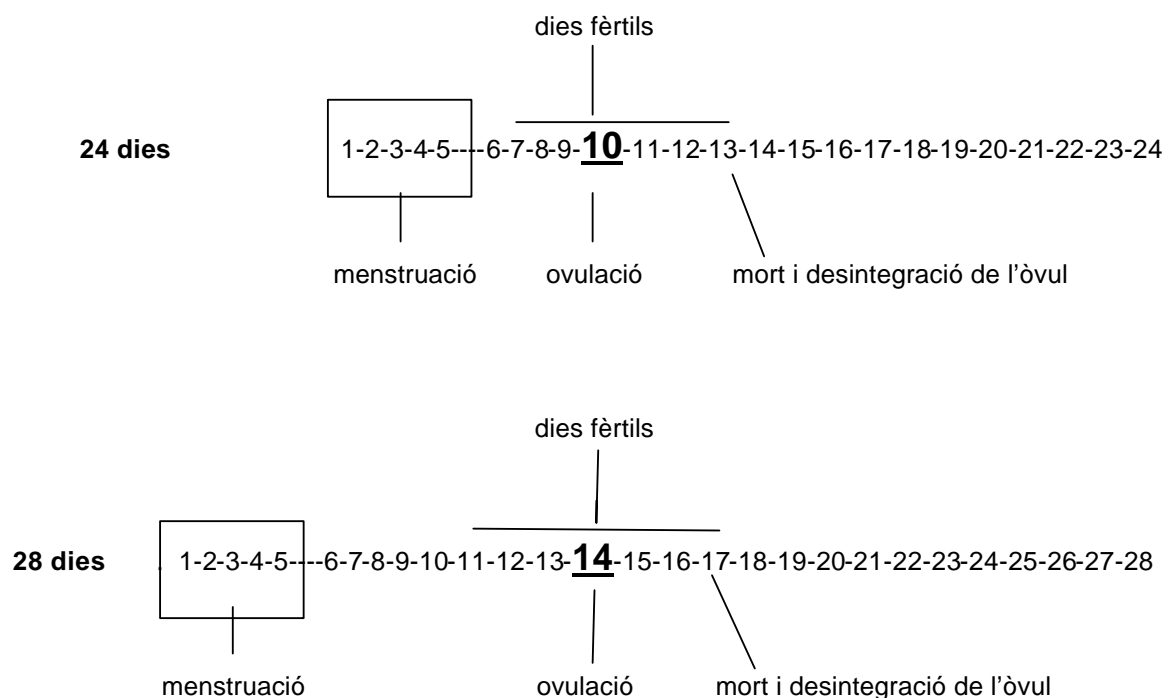 dies fèrtils
24 dies 1-2-3-4-5----6-7-8-9-10-11-12-13-14-15-16-17-18-19-20-21-22-23-24
menstruació ovulació mort i desintegració de l'òvul
dies fèrtils
28 dies 1-2-3-4-5----6-7-8-9-10-11-12-13-14-15-16-17-18-19-20-21-22-23-24-25-26-27-28
menstruació ovulació mort i desintegració de l'òvul